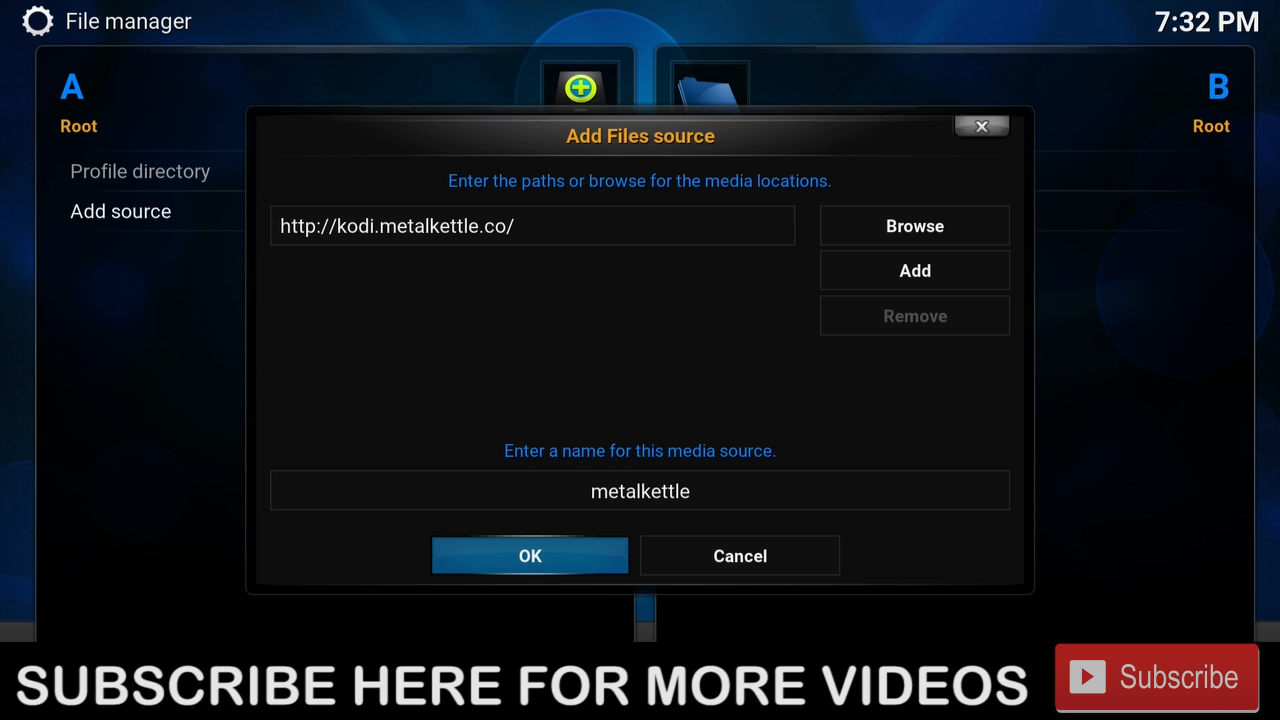 File manager
7:32 PM
A
B
Root
Root
Profile directory
Add source
Add Files source
Enter the paths or browse for the media locations.
http://kodi.metalkettle.co/
Browse
Add
Remove
Enter a name for this media source.
metalkettle
OK
Cancel
SUBSCRIBE HERE FOR MORE VIDEOS
Subscribe